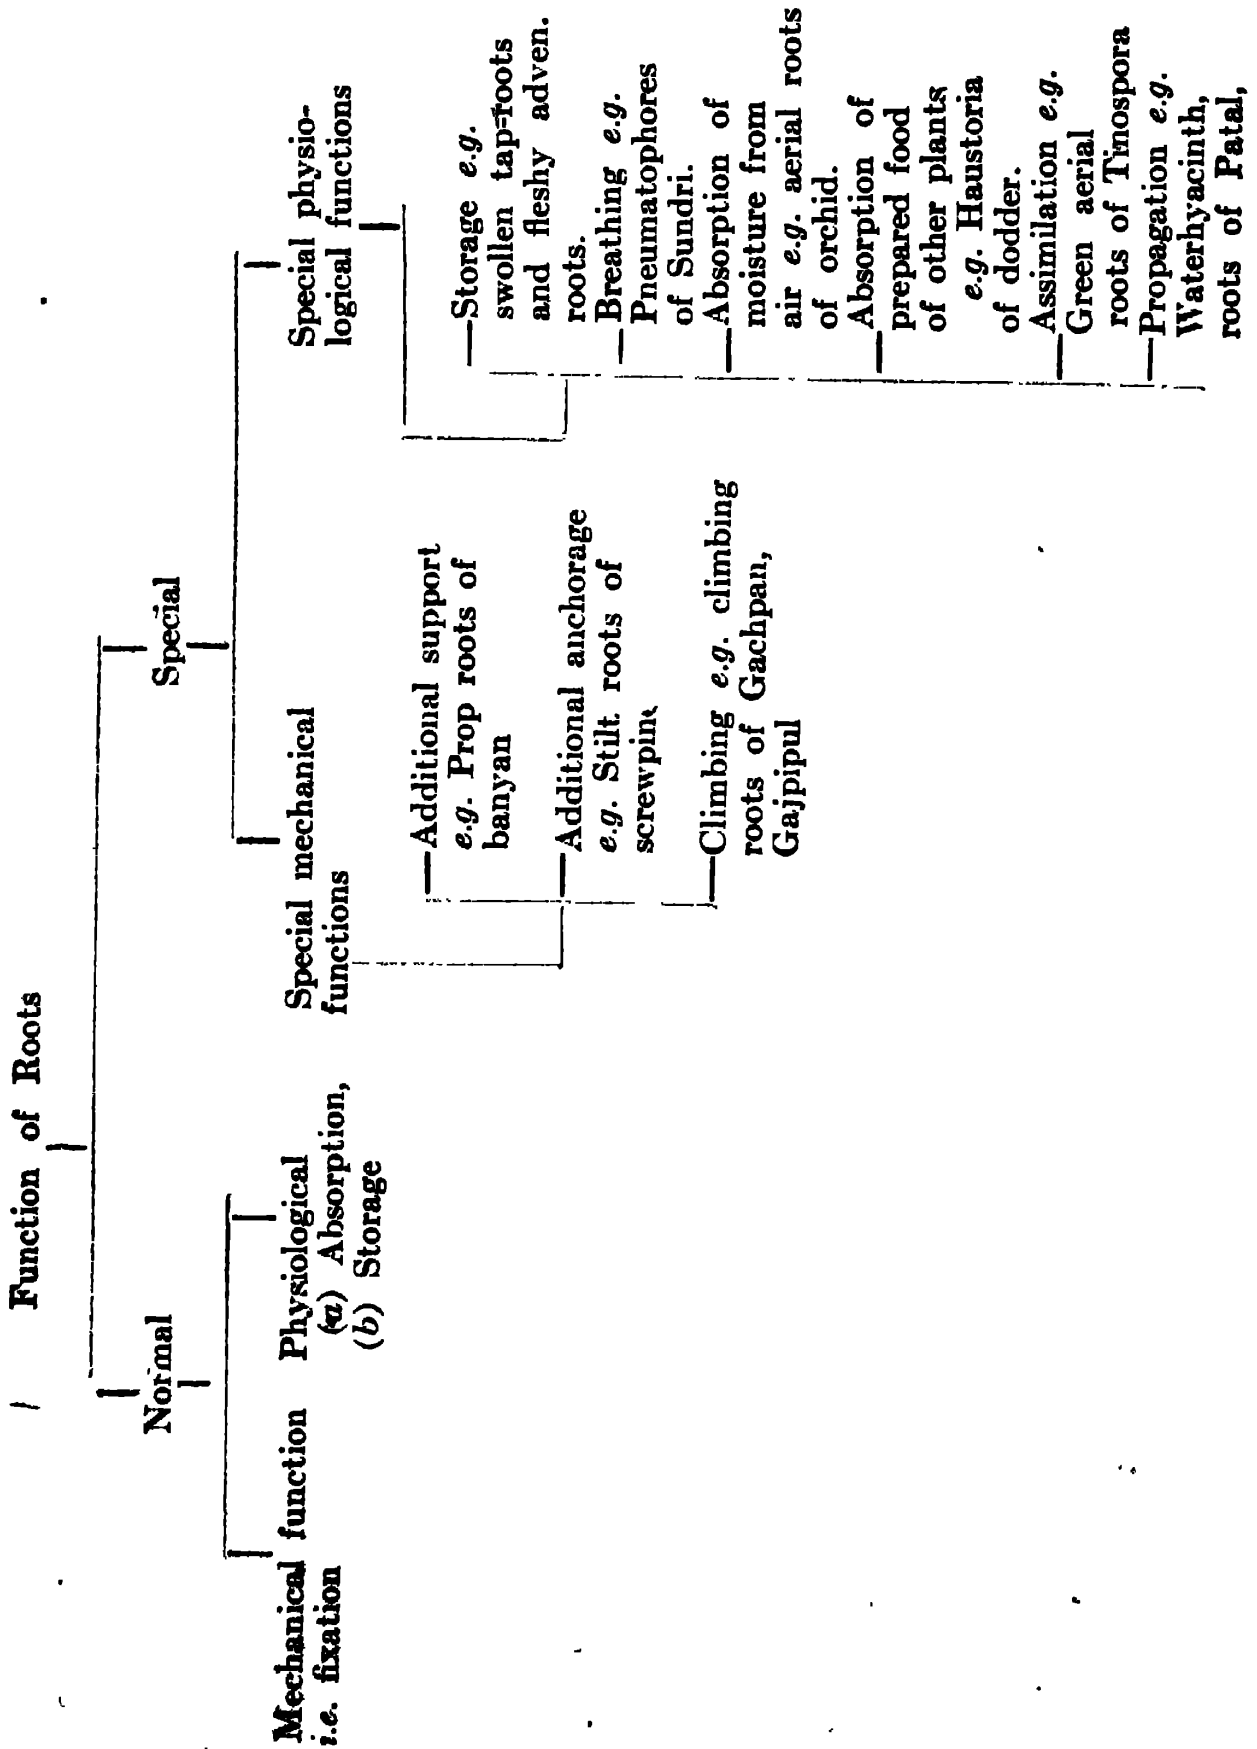 Function of Roots
Normal
Special
Mechanical function
i.e. fixation
Physiological
(a) Absorption,
(b) Storage
Special mechanical
functions
Additional support
e.g. Prop roots of
banyan
Additional anchorage
e.g. Stilt roots of
screwpine
Climbing e.g. climbing
roots of Gachpan,
Gajpipul
Special physio-
logical functions
Storage e.g.
swollen tap-roots
and fleshy adven.
roots.
Breathing e.g.
Pneumatophores
of Sundri.
Absorption of
moisture from
air e.g. aerial roots
of orchid.
Absorption of
prepared food
of other plants
e.g. Haustoria
of dodder.
Assimilation e.g.
Green aerial
roots of Tinospora
Propagation e.g.
Waterhyacinth,
roots of Patal,